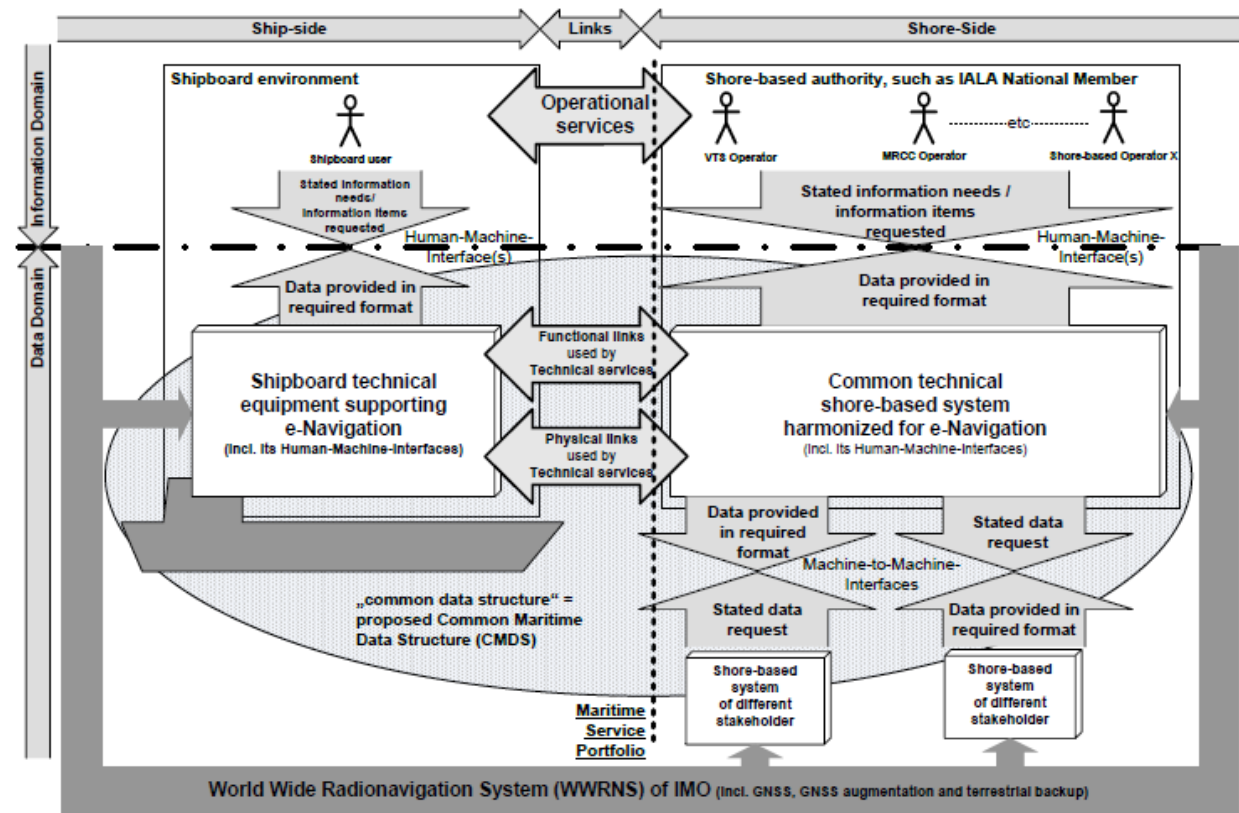 Ship-side
Links
Shore-Side
Information Domain
Data Domain
Shipboard environment
Shipboard user
Operational
services
Shore-based authority, such as IALA National Member
VTS Operator
MRCC Operator
etc
Shore-based Operator X
Stated information
needs/
information items
requested
Human-Machine-
Interface(s)
Stated information needs /
information items
requested
Human-Machine-
Interface(s)
Data provided in
required format
Data provided in
required format
Shipboard technical
equipment supporting
e-Navigation
(incl. its Human-Machine-Interfaces)
Functional links
used by
Technical services
Physical links
used by
Technical services
Common technical
shore-based system
harmonized for e-Navigation
(incl. its Human-Machine-Interfaces)
Data provided
in required
format
Stated data
request
Machine-to-Machine-
Interfaces
Stated data
request
Data provided in
required format
„common data structure“ =
proposed Common Maritime
Data Structure (CMDS)
Shore-based
system
of different
stakeholder
Shore-based
system
of different
stakeholder
Maritime
Service
Portfolio
World Wide Radionavigation System (WWRNS) of IMO (incl. GNSS, GNSS augmentation and terrestrial backup)